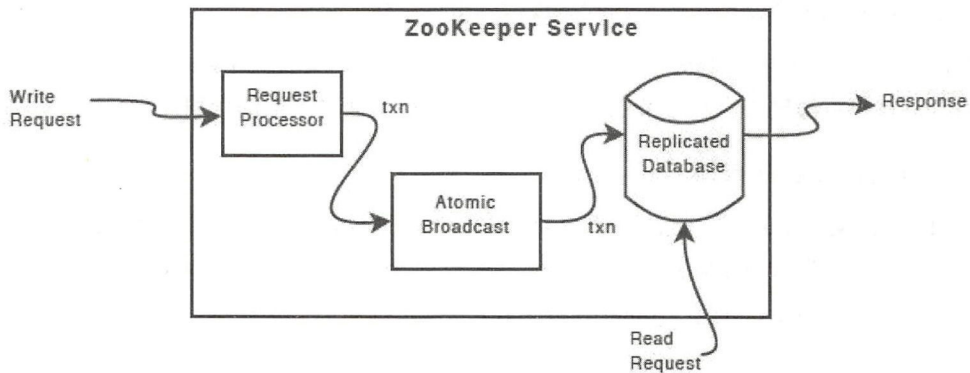 ZooKeeper Service
Write
Request
Request
Processor
txn
Atomic
Broadcast
txn
Replicated
Database
Response
Read
Request